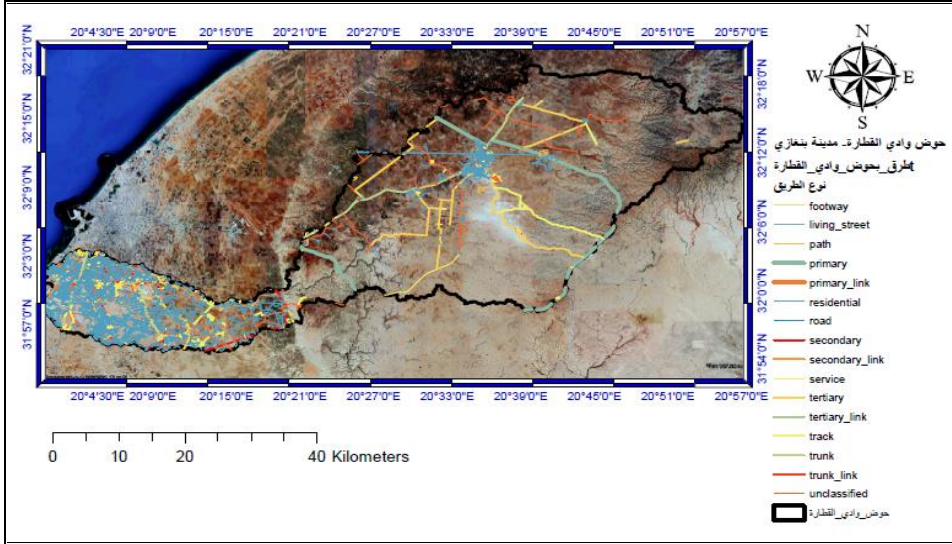 20°4'30"E 20°9'0"E 20°15'0"E 20°21'0"E 20°27'0"E 20°33'0"E 20°39'0"E 20°45'0"E 20°51'0"E 20°57'0"E
32°21'0"N
32°18'0"N
32°15'0"N
32°12'0"N
32°9'0"N
32°6'0"N
32°3'0"N
32°0'0"N
31°57'0"N
31°54'0"N
20°4'30"E 20°9'0"E 20°15'0"E 20°21'0"E 20°27'0"E 20°33'0"E 20°39'0"E 20°45'0"E 20°51'0"E 20°57'0"E
0 10 20 40 Kilometers
N
W E
S
حوض وادي القطارة- مدينة بنغازي
طرق_بحوض_وادي_القطارة
نوع الطريق
footway
living_street
path
primary
primary_link
residential
road
secondary
secondary_link
service
tertiary
tertiary_link
track
trunk
trunk_link
unclassified
حوض_وادي_القطارة